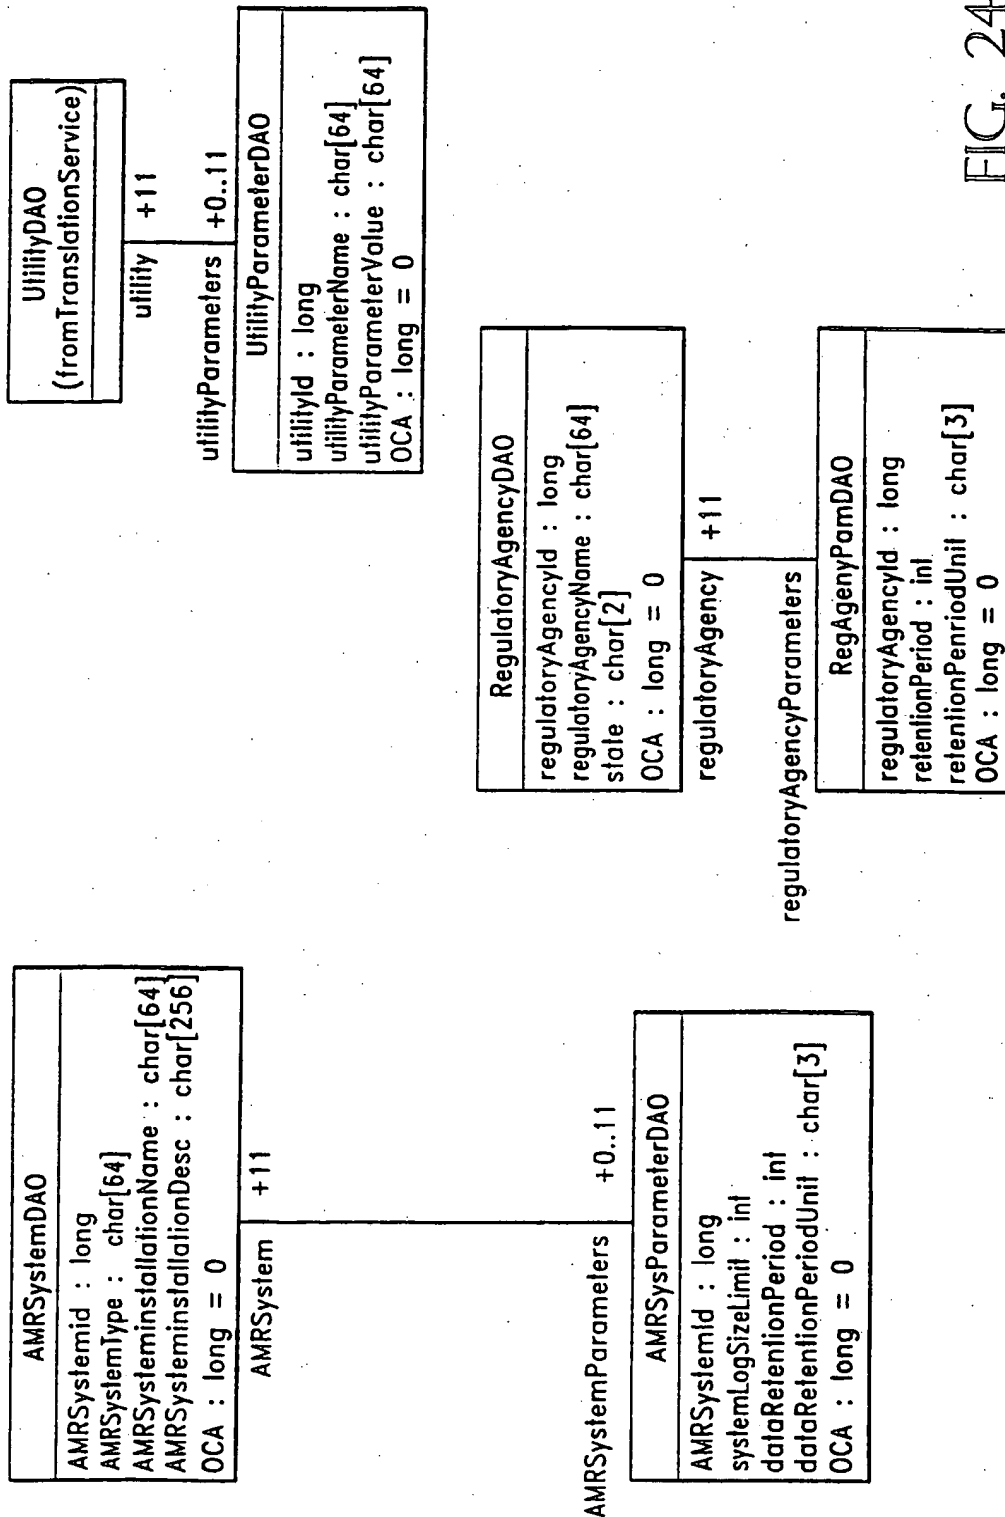 AMRSystemDAO
AMRSystemid : long
AMRSystemType : char[64]
AMRSysteminstallationName : char[64]
AMRSysteminstallationDesc : char[256]
OCA : long = 0
AMRSystem +11
AMRSystemParameters +0..11
AMRSysParameterDAO
AMRSystemId : long
systemLogSizeLimit : int
dataRetentionPeriod : int
dataRetentionPeriodUnit : char[3]
OCA : long = 0
RegulatoryAgencyDAO
regulatoryAgencyId : long
regulatoryAgencyName : char[64]
state : char[2]
OCA : long = 0
regulatoryAgency +11
regulatoryAgencyParameters
RegAgenyPamDAO
regulatoryAgencyId : long
retentionPeriod : int
retentionPenriodUnit : char[3]
OCA : long = 0
UtilityDAO
(fromTranslationService)
utility +11
utilityParameters +0..11
UtilityParameterDAO
utilityId : long
utilityParameterName : char[64]
utilityParameterValue : char[64]
OCA : long = 0
FIG. 24